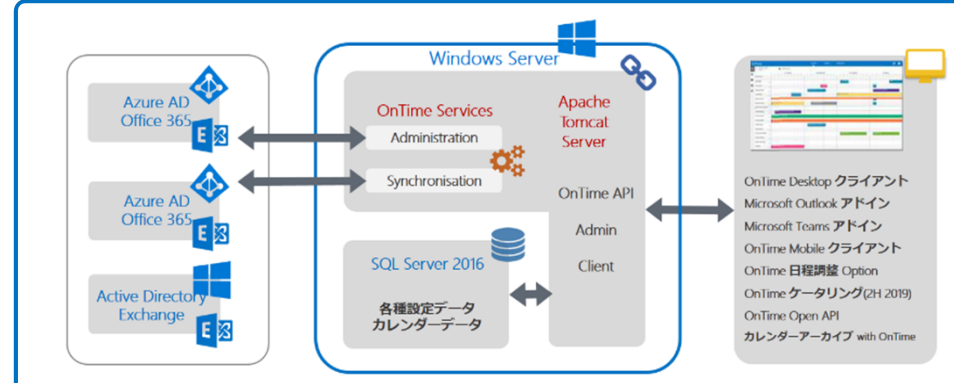 Azure AD
Office 365
Azure AD
Office 365
Active Directory
Exchange
Windows Server
OnTime Services
Administration
Synchronisation
Apache
Tomcat
Server
OnTime API
Admin
Client
SQL Server 2016
各種設定データ
カレンダーデータ
OnTime Desktop クライアント
Microsoft Outlook アドイン
Microsoft Teams アドイン
OnTime Mobile クライアント
OnTime 日程調整 Option
OnTime ケータリング(2H 2019)
OnTime Open API
カレンダーアーカイブ with OnTime